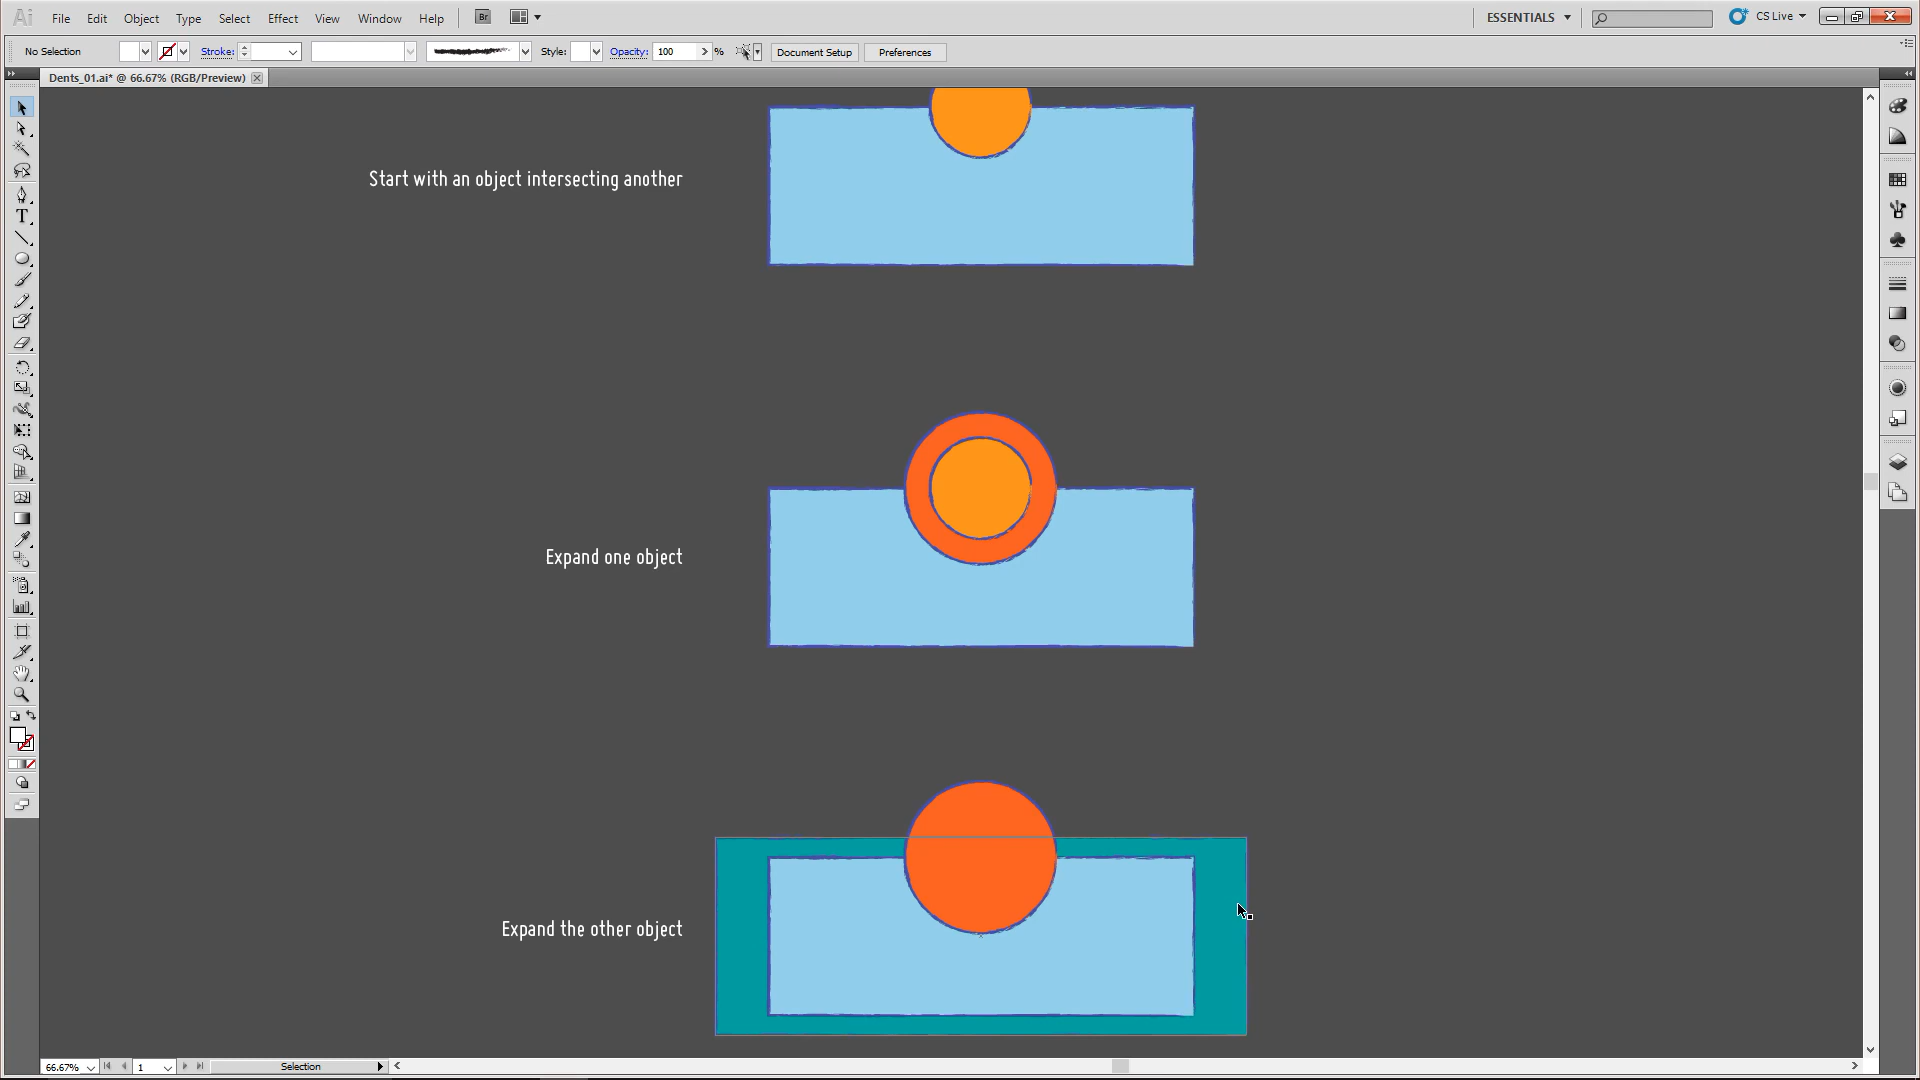 Ai File Edit Object Type Select Effect View Window Help Br ESSENTIALS CS Live
No Selection Stroke: Style: Opacity: 100 % Document Setup Preferences
Dents_01.ai* @ 66.67% (RGB/Preview)
Start with an object intersecting another
Expand one object
Expand the other object
66.67% 1 Selection